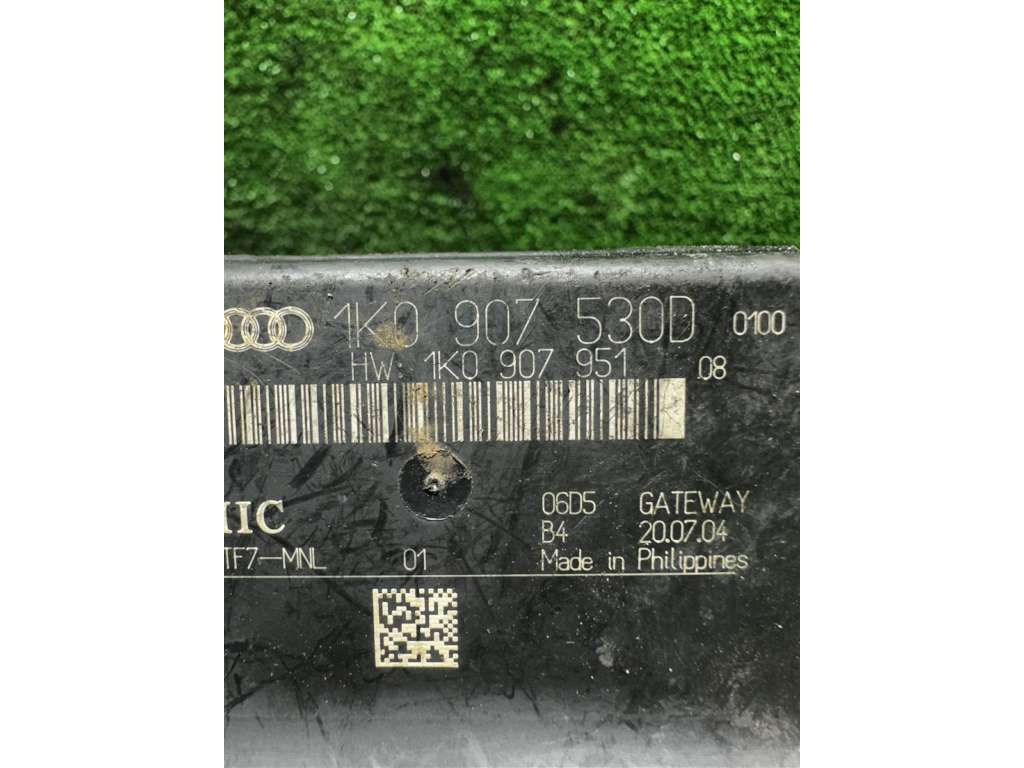 1K0 907 530D 0100
HW: 1K0 907 951 08
06D5 GATEWAY
B4 20.07.04
TF7-MNL 01 Made in Philippines